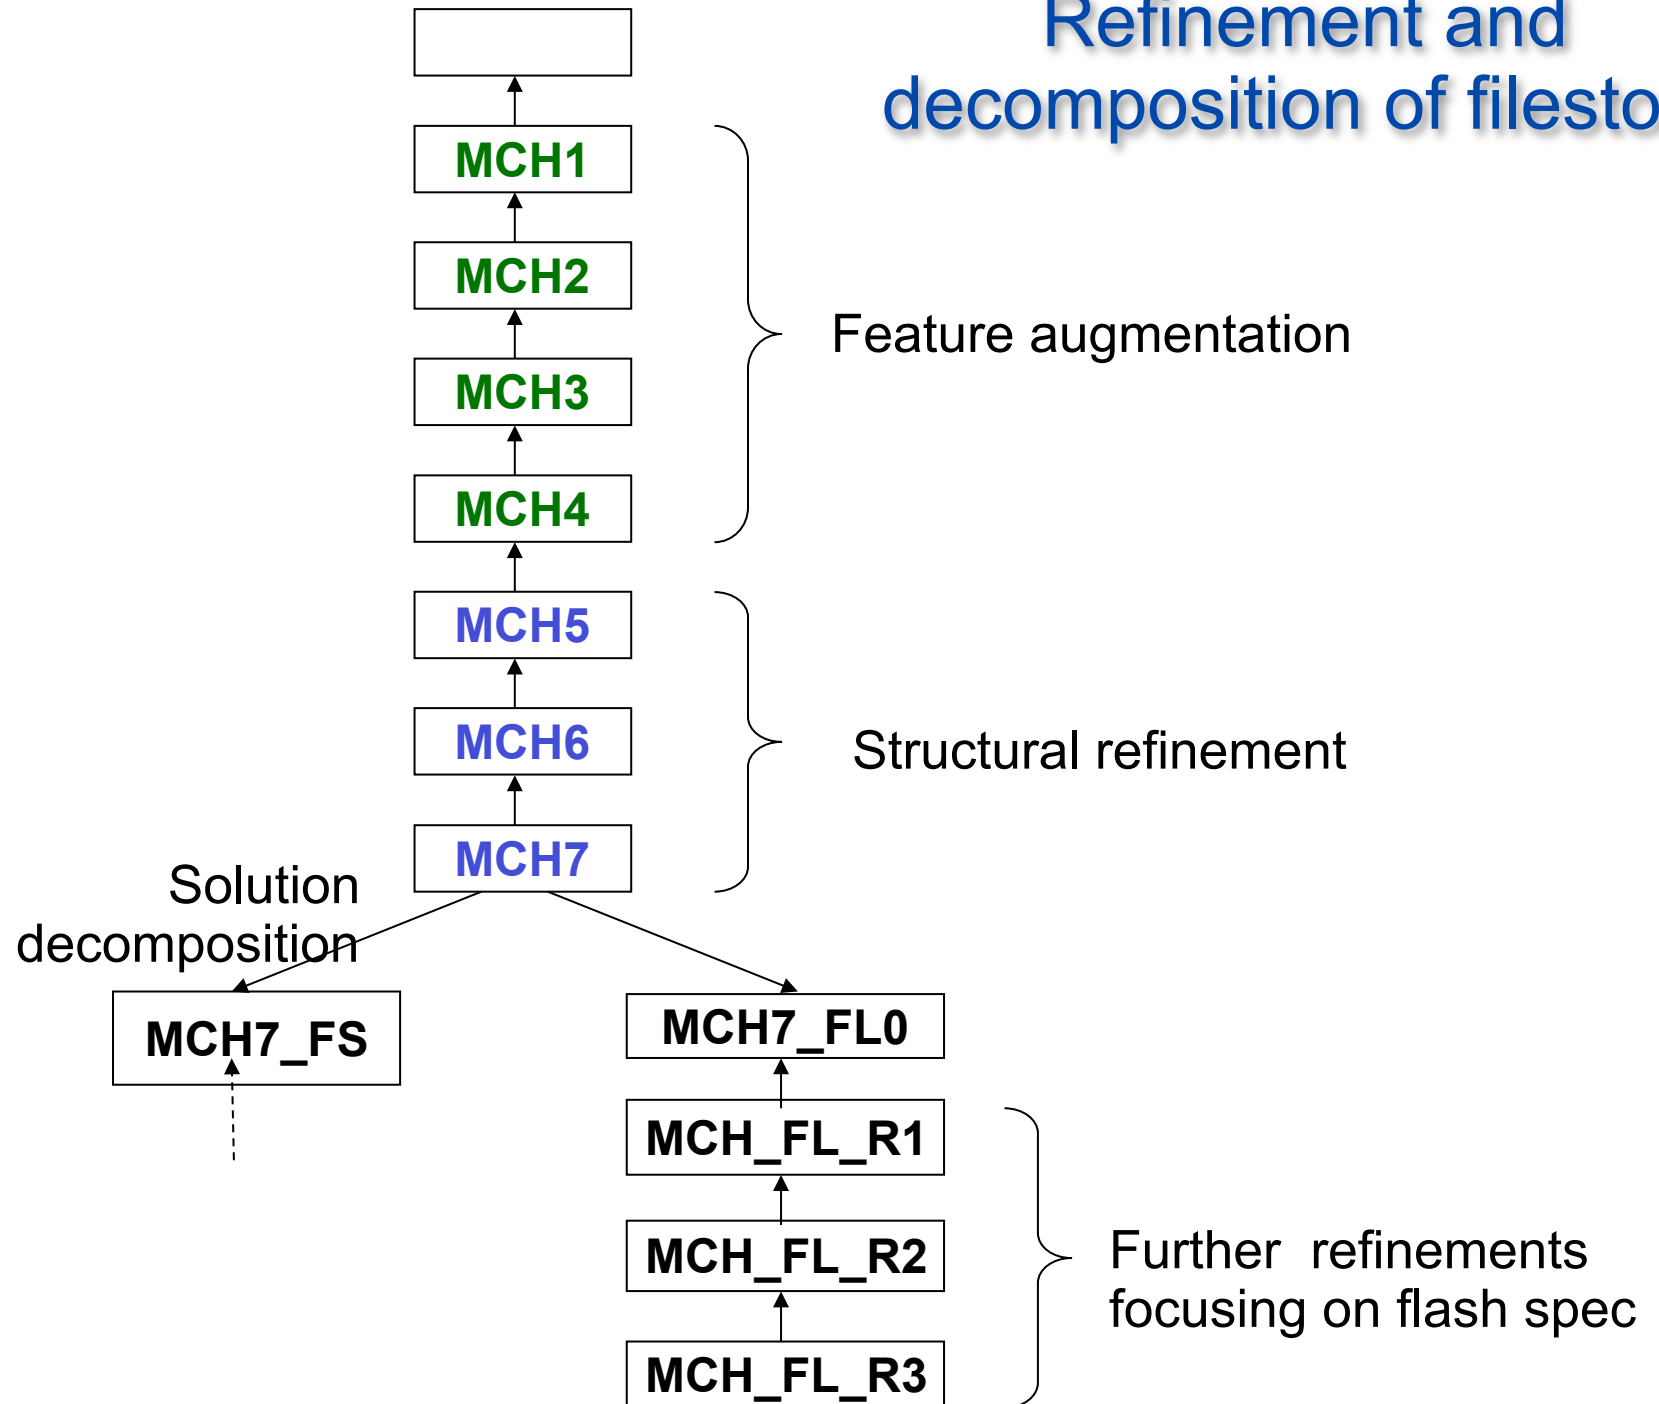 Refinement and
decomposition of filesto
MCH1
MCH2
MCH3
MCH4
Feature augmentation
MCH5
MCH6
MCH7
Structural refinement
Solution
decomposition
MCH7_FS
MCH7_FL0
MCH_FL_R1
MCH_FL_R2
MCH_FL_R3
Further refinements
focusing on flash spec